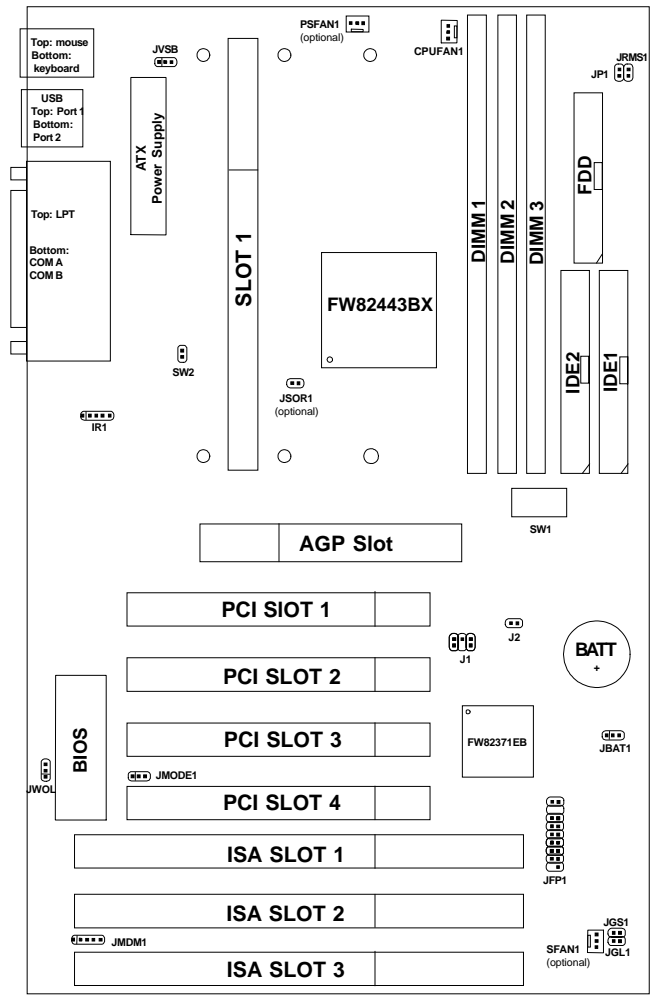 Top: mouse
Bottom:
keyboard
JVSB
PSFAN1
(optional)
CPUFAN1
JRMS1
JP1
USB
Top: Port 1
Bottom:
Port 2
ATX
Power Supply
FDD
Top: LPT
Bottom:
COM A
COM B
SLOT 1
DIMM 1
DIMM 2
DIMM 3
FW82443BX
SW2
JSOR1
(optional)
IDE2
IDE1
IR1
SW1
AGP Slot
PCI SlOT 1
J1
J2
BATT
+
PCI SLOT 2
BIOS
PCI SLOT 3
FW82371EB
JBAT1
JWOL
JMODE1
PCI SLOT 4
ISA SLOT 1
JFP1
ISA SLOT 2
JGS1
JMDM1
SFAN1
(optional)
JGL1
ISA SLOT 3